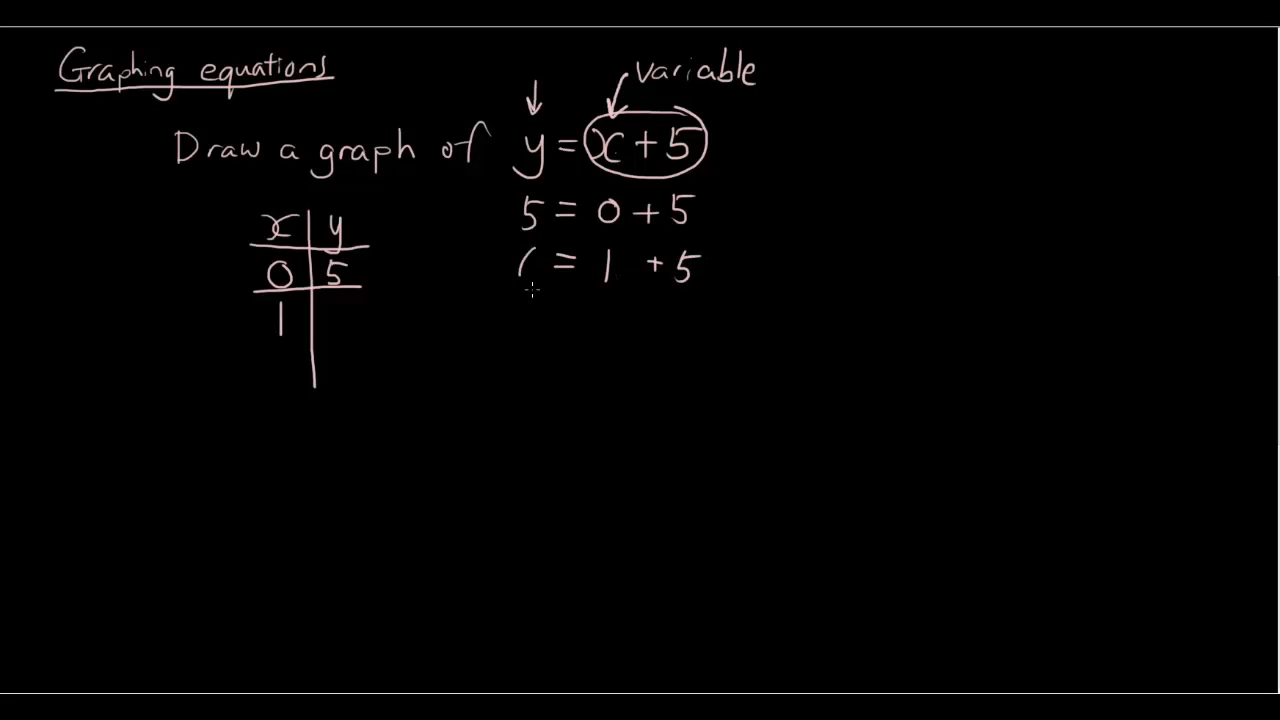 Graphing equations
variable
Draw a graph of y = x + 5
5 = 0 + 5
x y
0 5
= 1 + 5
1